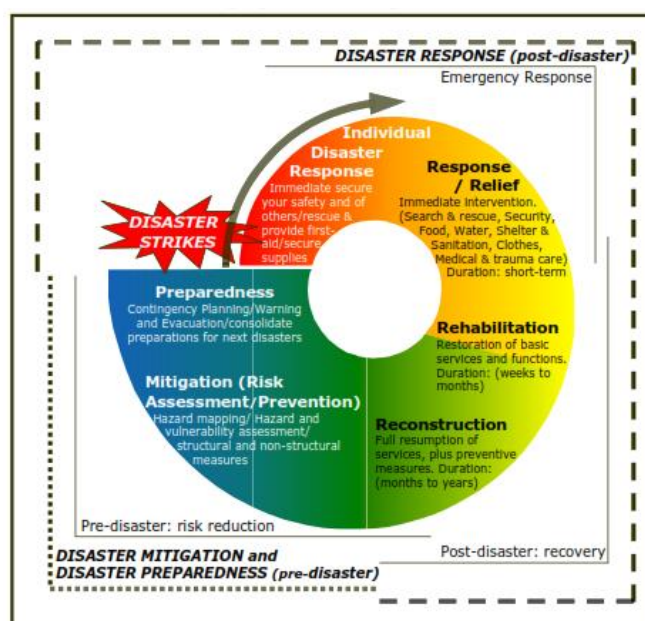 DISASTER RESPONSE (post-disaster)
Emergency Response
Individual
Disaster
Response
Immediate secure
your safety and of
others/rescue &
provide first-
aid/secure
supplies
Response
/ Relief
Immediate Intervention.
(Search & rescue, Security,
Food, Water, Shelter &
Sanitation, Clothes,
Medical & trauma care)
Duration: short-term
DISASTER
STRIKES
Preparedness
Contingency Planning/Warning
and Evacuation/consolidate
preparations for next disasters
Rehabilitation
Restoration of basic
services and functions.
Duration: (weeks to
months)
Mitigation (Risk
Assessment/Prevention)
Hazard mapping/ Hazard and
vulnerability assessment/
structural and non-structural
measures
Reconstruction
Full resumption of
services, plus preventive
measures. Duration:
(months to years)
Pre-disaster: risk reduction
DISASTER MITIGATION and
DISASTER PREPAREDNESS (pre-disaster)
Post-disaster: recovery